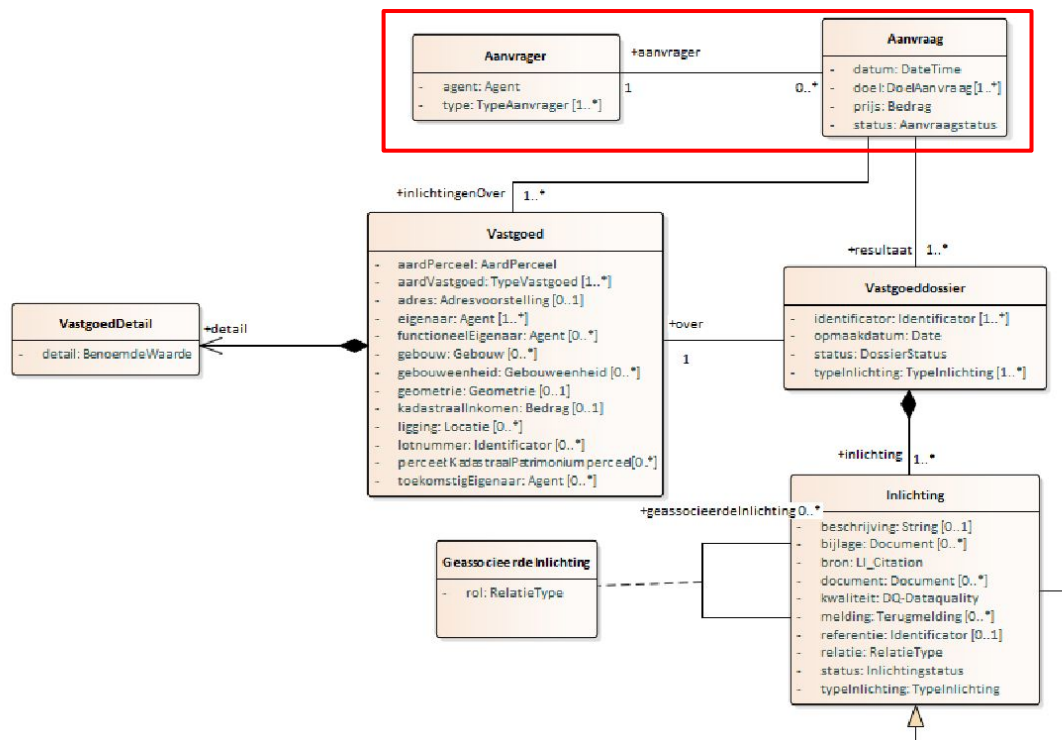 Aanvrager
- agent: Agent
- type: TypeAanvrager [1..*]
+aanvrager
1
0..*
Aanvraag
- datum: DateTime
- doel: DoelAanvraag[1..*]
- prijs: Bedrag
- status: Aanvraagstatus
+inlichtingenOver
1..*
+resultaat
1..*
Vastgoed
- aardPerceel: AardPerceel
- aardVastgoed: TypeVastgoed [1..*]
- adres: Adresvoorstelling [0..1]
- eigenaar: Agent [1..*]
- functioneelEigenaar: Agent [0..*]
- gebouw: Gebouw [0..*]
- gebouweenheid: Gebouweenheid [0..*]
- geometrie: Geometrie [0..1]
- kadastraalInkomen: Bedrag [0..1]
- ligging: Locatie [0..*]
- lotnummer: Identificator [0..*]
- perceel: KadastraalPatrimoniumperceel[0..*]
- toekomstigEigenaar: Agent [0..*]
VastgoedDetail
- detail: BenoemdeWaarde
+detail
+over
1
Vastgoeddossier
- identificator: Identificator [1..*]
- opmaakdatum: Date
- status: DossierStatus
- typeInlichting: TypeInlichting [1..*]
+inlichting
1..*
Inlichting
- beschrijving: String [0..1]
- bijlage: Document [0..*]
- bron: LI_Citation
- document: Document [0..*]
- kwaliteit: DQ-Dataquality
- melding: Terugmelding [0..*]
- referentie: Identificator [0..1]
- relatie: RelatieType
- status: Inlichtingstatus
- typeInlichting: TypeInlichting
+geassocieerdeInlichting 0..*
GeassocieerdeInlichting
- rol: RelatieType